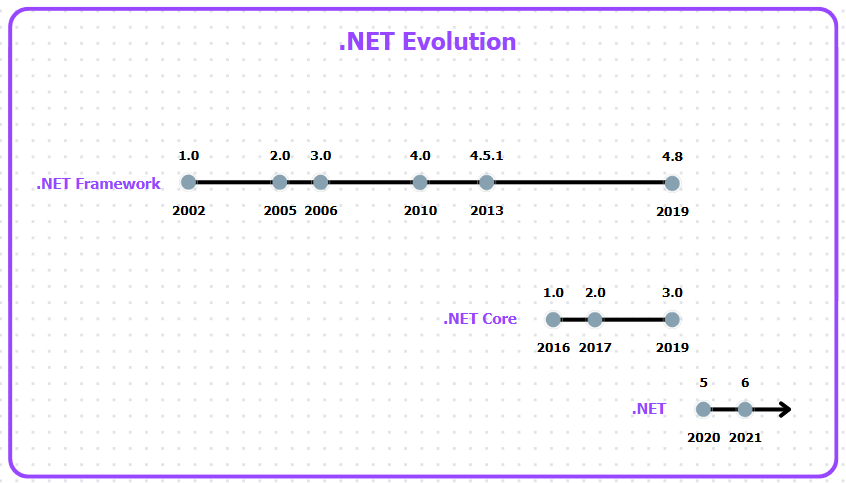 .NET Evolution
1.0 2.0 3.0 4.0 4.5.1 4.8
.NET Framework
2002 2005 2006 2010 2013 2019
1.0 2.0 3.0
.NET Core
2016 2017 2019
5 6
.NET
2020 2021